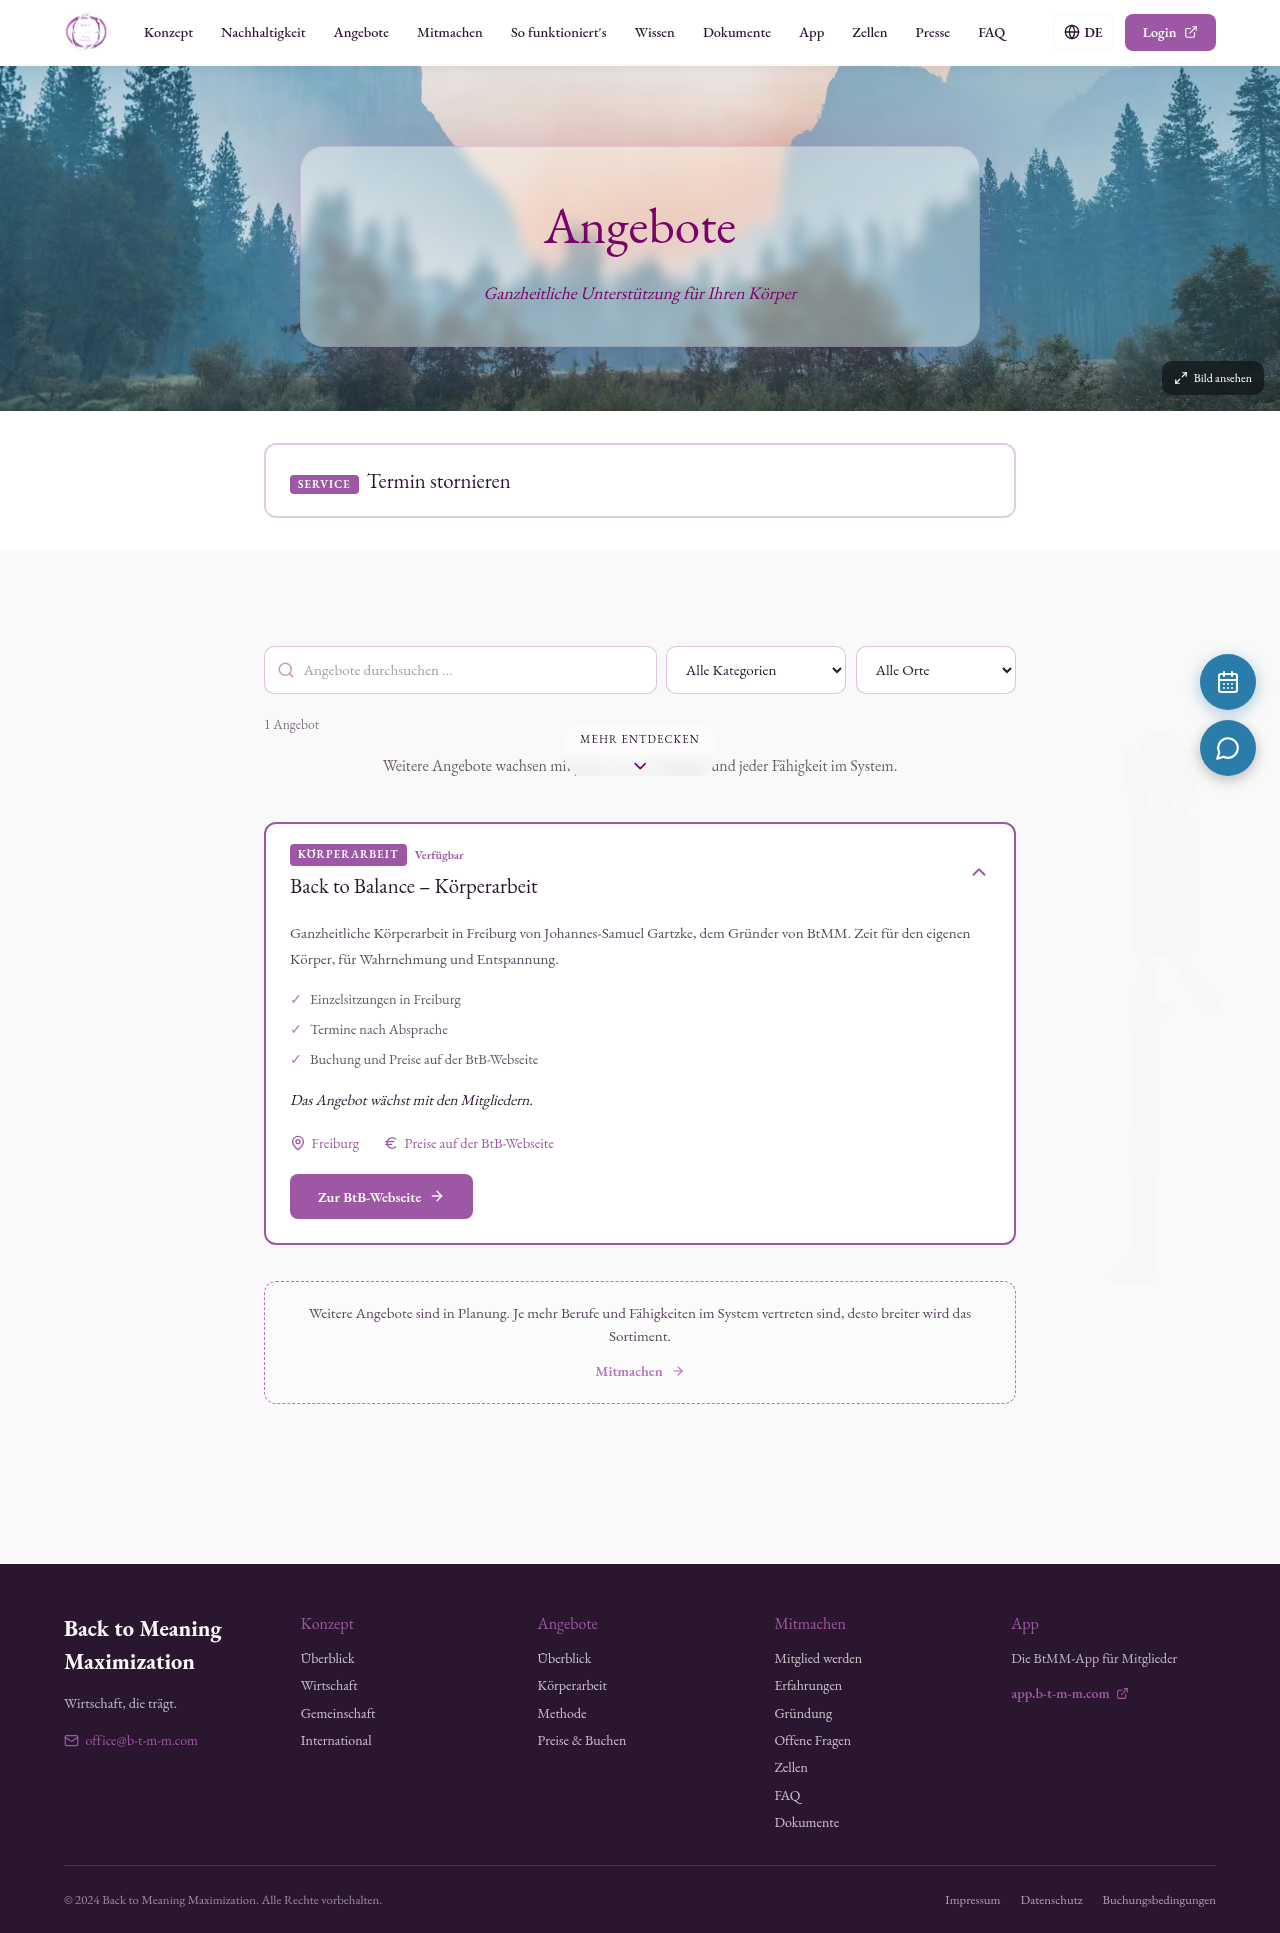 Konzept
Nachhaltigkeit
Angebote
Mitmachen
So funktioniert's
Wissen
Dokumente
App
Zellen
Presse
FAQ
DE
Login
Angebote
Ganzheitliche Unterstützung für Ihren Körper
Bild ansehen
SERVICE Termin stornieren
Angebote durchsuchen ...
Alle Kategorien
Alle Orte
1 Angebot
MEHR ENTDECKEN
Weitere Angebote wachsen mit und jeder Fähigkeit im System.
KÖRPERARBEIT Verfügbar
Back to Balance – Körperarbeit
Ganzheitliche Körperarbeit in Freiburg von Johannes-Samuel Gartzke, dem Gründer von BtMM. Zeit für den eigenen
Körper, für Wahrnehmung und Entspannung.
✓ Einzelsitzungen in Freiburg
✓ Termine nach Absprache
✓ Buchung und Preise auf der BtB-Webseite
Das Angebot wächst mit den Mitgliedern.
Freiburg
€ Preise auf der BtB-Webseite
Zur BtB-Webseite →
Weitere Angebote sind in Planung. Je mehr Berufe und Fähigkeiten im System vertreten sind, desto breiter wird das
Sortiment.
Mitmachen →
Back to Meaning
Maximization
Wirtschaft, die trägt.
office@b-t-m-m.com
Konzept
Überblick
Wirtschaft
Gemeinschaft
International
Angebote
Überblick
Körperarbeit
Methode
Preise & Buchen
Mitmachen
Mitglied werden
Erfahrungen
Gründung
Offene Fragen
Zellen
FAQ
Dokumente
App
Die BtMM-App für Mitglieder
app.b-t-m-m.com
© 2024 Back to Meaning Maximization. Alle Rechte vorbehalten.
Impressum
Datenschutz
Buchungsbedingungen